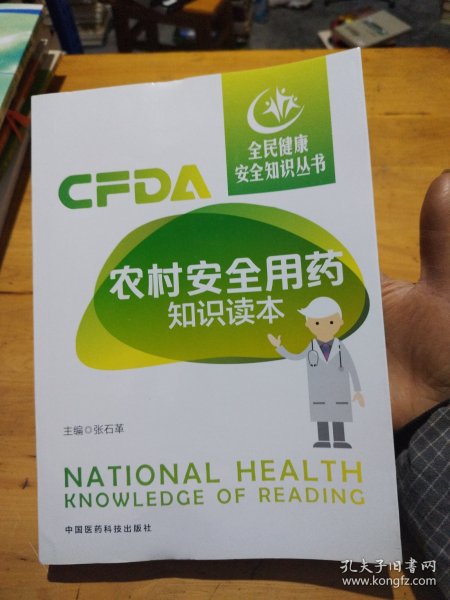 全民健康
安全知识丛书
CFDA
农村安全用药
知识读本
主编◎张石革
NATIONAL HEALTH
KNOWLEDGE OF READING
中国医药科技出版社
孔夫子旧书网
www.kongfz.com